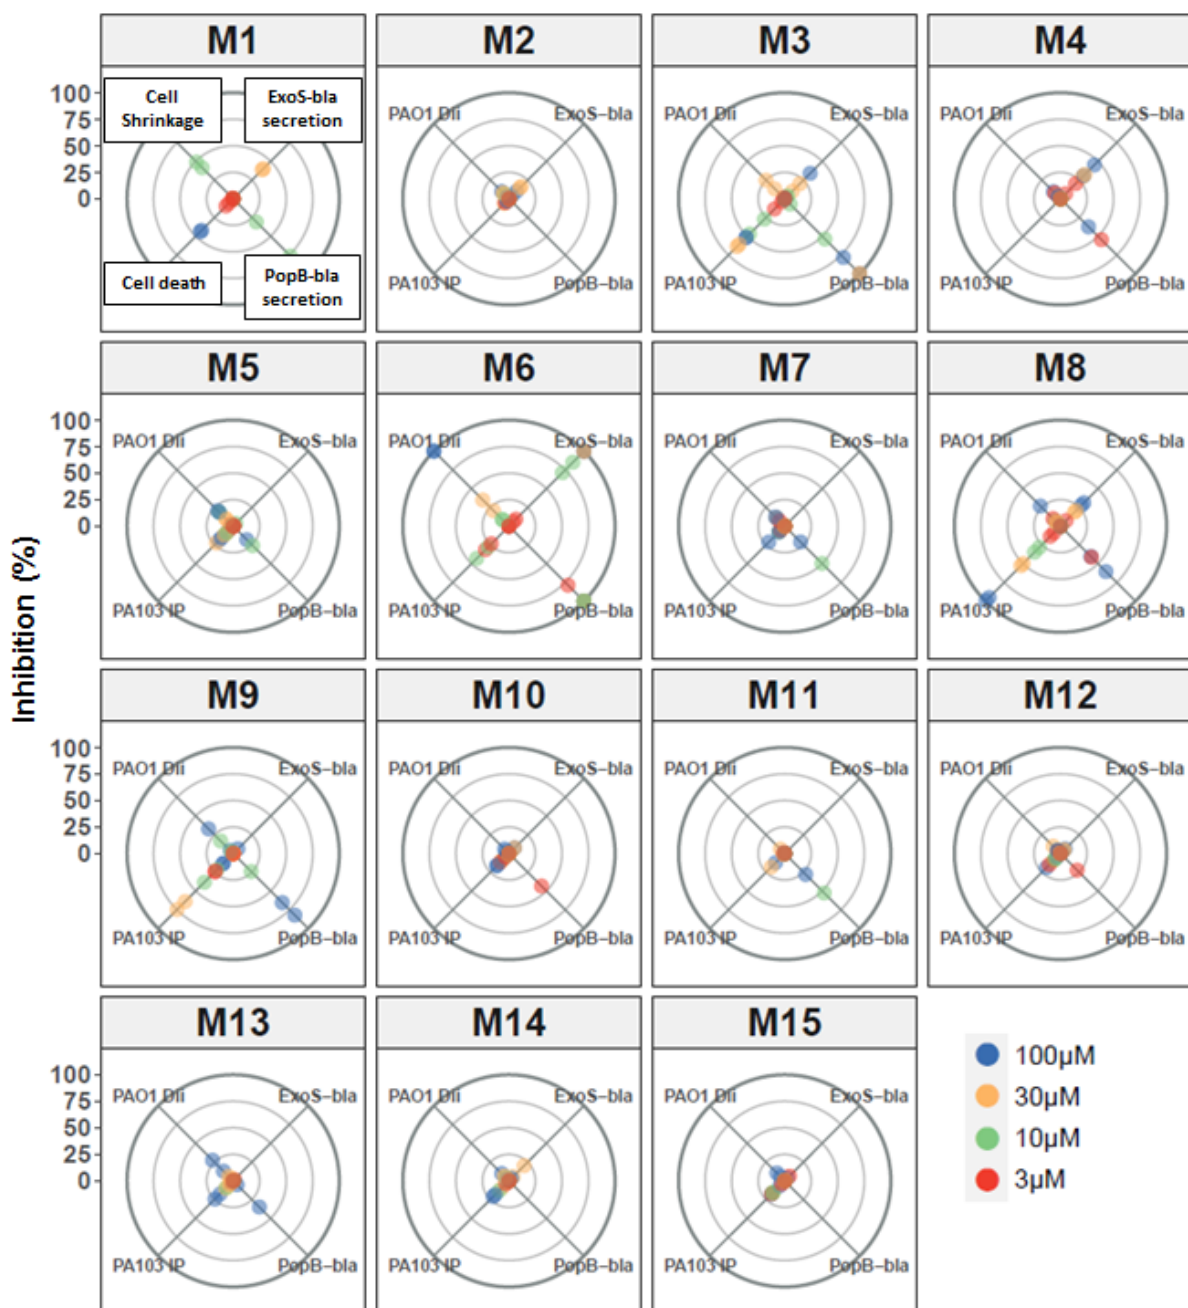 M1
M2
M3
M4
100
75
50
25
0
Cell
Shrinkage
ExoS-bla
secretion
Cell death
PopB-bla
secretion
PAO1 Dii
ExoS-bla
PA103 IP
PopB-bla
PAO1 Dii
ExoS-bla
PA103 IP
PopB-bla
PAO1 Dii
ExoS-bla
PA103 IP
PopB-bla
M5
M6
M7
M8
100
75
50
25
0
PAO1 Dii
ExoS-bla
PA103 IP
PopB-bla
PAO1 Dii
ExoS-bla
PA103 IP
PopB-bla
PAO1 Dii
ExoS-bla
PA103 IP
PopB-bla
PAO1 Dii
ExoS-bla
PA103 IP
PopB-bla
Inhibition (%)
M9
M10
M11
M12
100
75
50
25
0
PAO1 Dii
ExoS-bla
PA103 IP
PopB-bla
PAO1 Dii
ExoS-bla
PA103 IP
PopB-bla
PAO1 Dii
ExoS-bla
PA103 IP
PopB-bla
PAO1 Dii
ExoS-bla
PA103 IP
PopB-bla
M13
M14
M15
100
75
50
25
0
PAO1 Dii
ExoS-bla
PA103 IP
PopB-bla
PAO1 Dii
ExoS-bla
PA103 IP
PopB-bla
PAO1 Dii
ExoS-bla
PA103 IP
PopB-bla
100μM
30μM
10μM
3μM